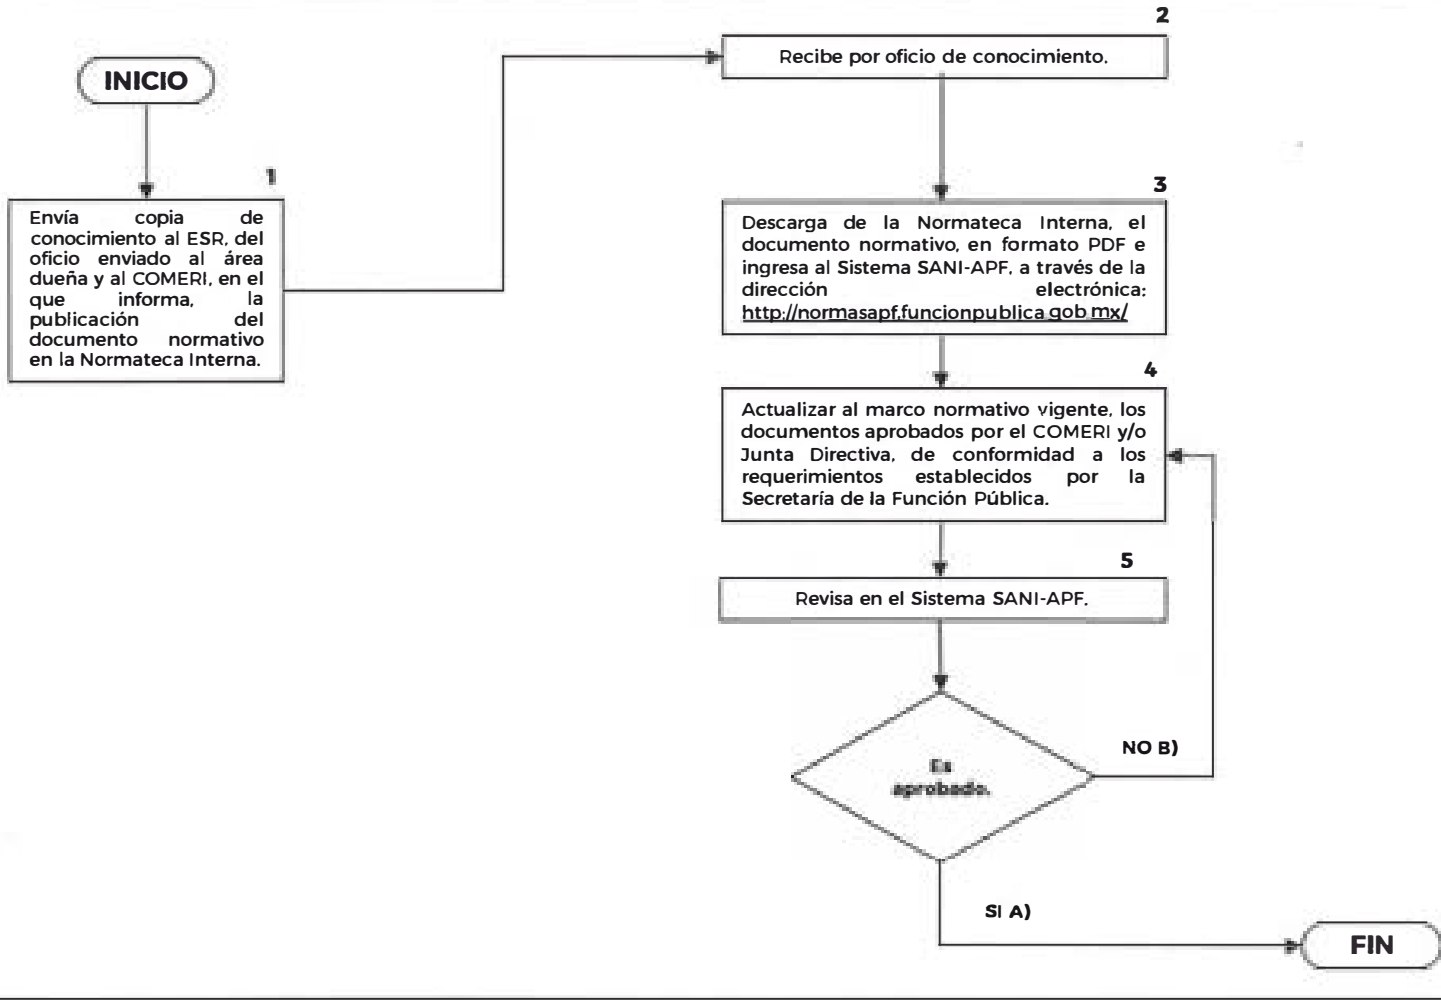 INICIO
1
Envía copia de
conocimiento al ESR, del
oficio enviado al área
dueña y al COMERI, en el
que informa, la
publicación del
documento normativo
en la Normateca Interna.
2
Recibe por oficio de conocimiento.
3
Descarga de la Normateca Interna, el
documento normativo, en formato PDF e
ingresa al Sistema SANI-APF, a través de la
dirección electrónica:
http://normasapf.funcionpublica.gob.mx/
4
Actualizar al marco normativo vigente, los
documentos aprobados por el COMERI y/o
Junta Directiva, de conformidad a los
requerimientos establecidos por la
Secretaría de la Función Pública.
5
Revisa en el Sistema SANI-APF.
Es
aprobado.
NO B)
SI A)
FIN